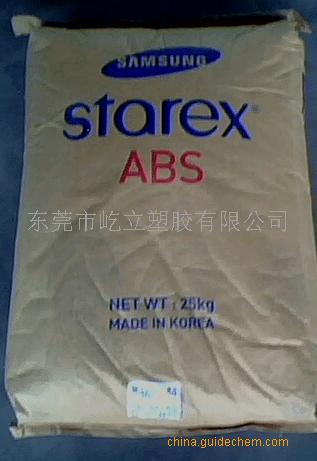 SAMSUNG
starex®
ABS
东莞市屹立塑胶有限公司
NET WT : 25kg
MADE IN KOREA
china.guidechem.com